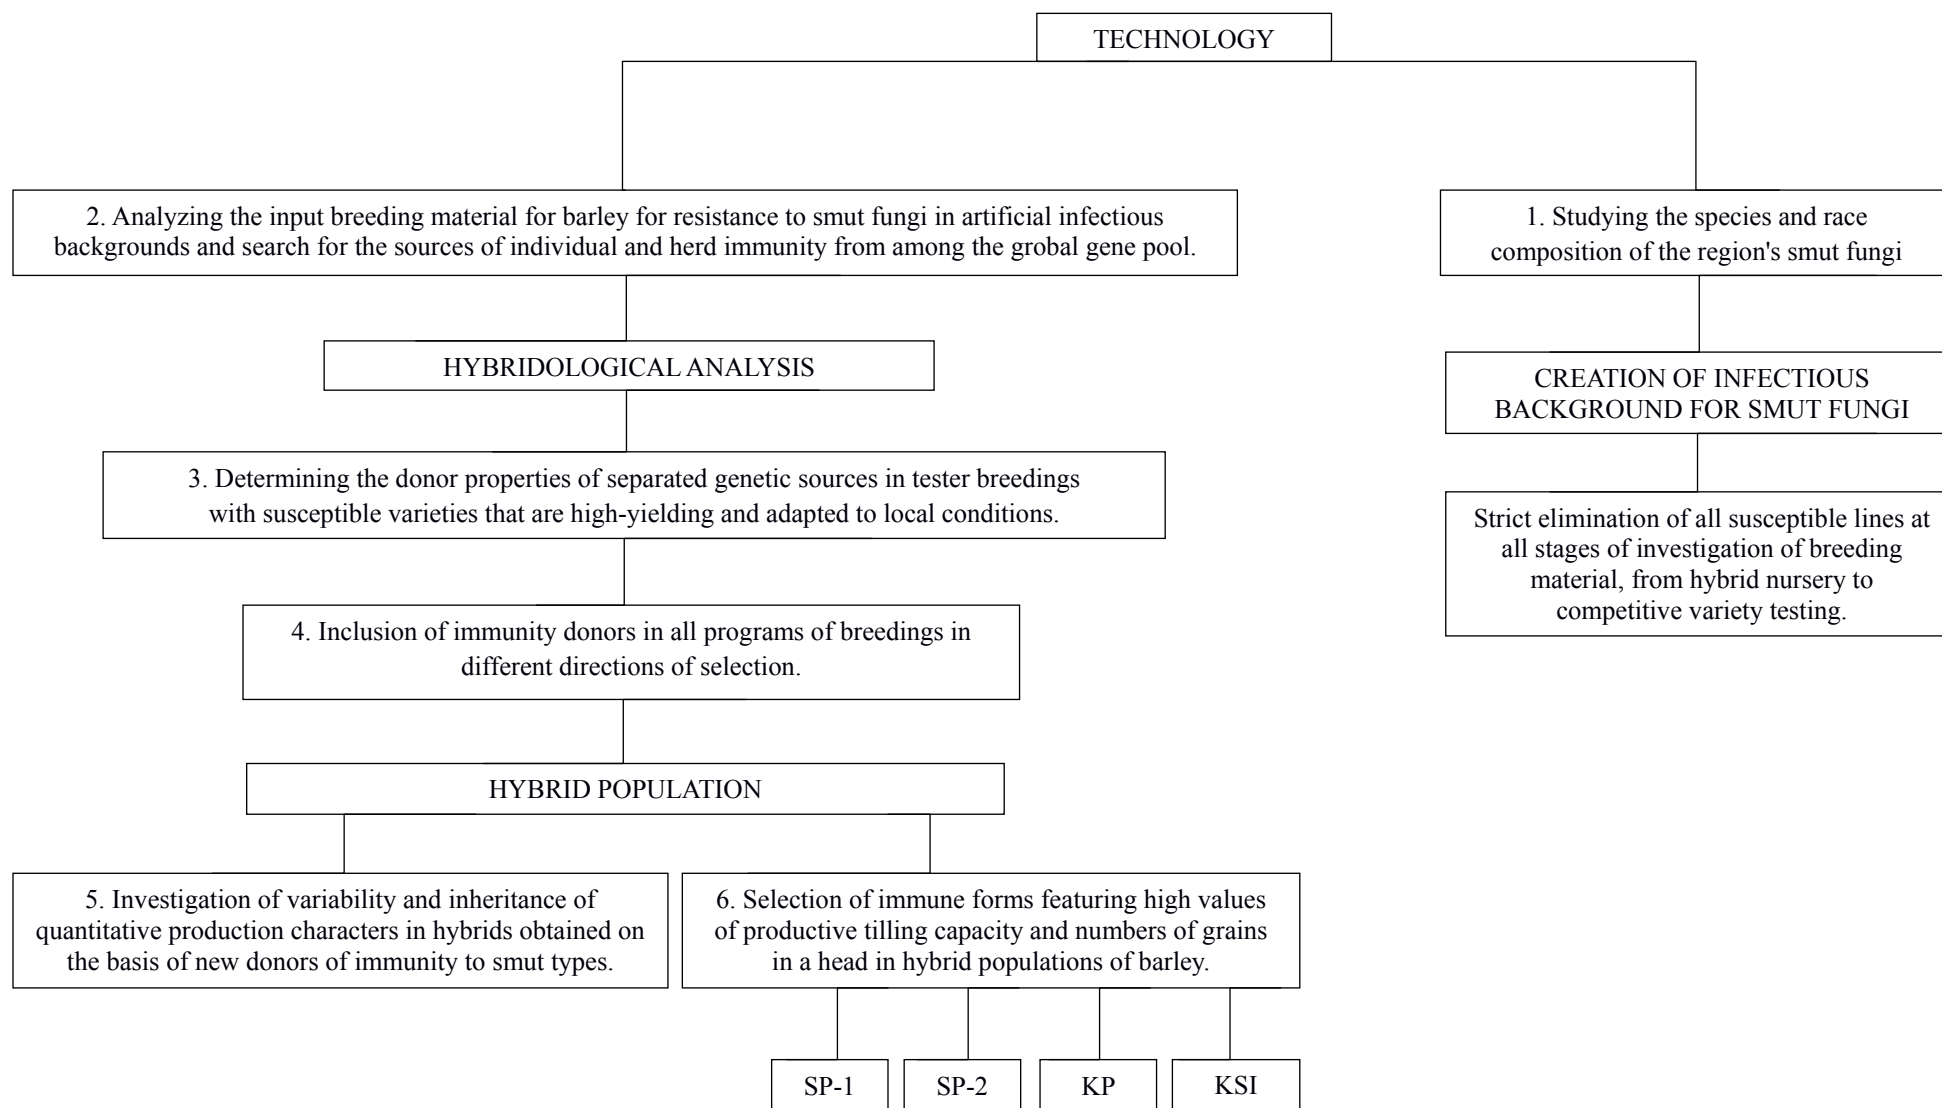 TECHNOLOGY
2. Analyzing the input breeding material for barley for resistance to smut fungi in artificial infectious
backgrounds and search for the sources of individual and herd immunity from among the grobal gene pool.
1. Studying the species and race
composition of the region's smut fungi
HYBRIDOLOGICAL ANALYSIS
CREATION OF INFECTIOUS
BACKGROUND FOR SMUT FUNGI
3. Determining the donor properties of separated genetic sources in tester breedings
with susceptible varieties that are high-yielding and adapted to local conditions.
Strict elimination of all susceptible lines at
all stages of investigation of breeding
material, from hybrid nursery to
competitive variety testing.
4. Inclusion of immunity donors in all programs of breedings in
different directions of selection.
HYBRID POPULATION
5. Investigation of variability and inheritance of
quantitative production characters in hybrids obtained on
the basis of new donors of immunity to smut types.
6. Selection of immune forms featuring high values
of productive tilling capacity and numbers of grains
in a head in hybrid populations of barley.
SP-1
SP-2
KP
KSI